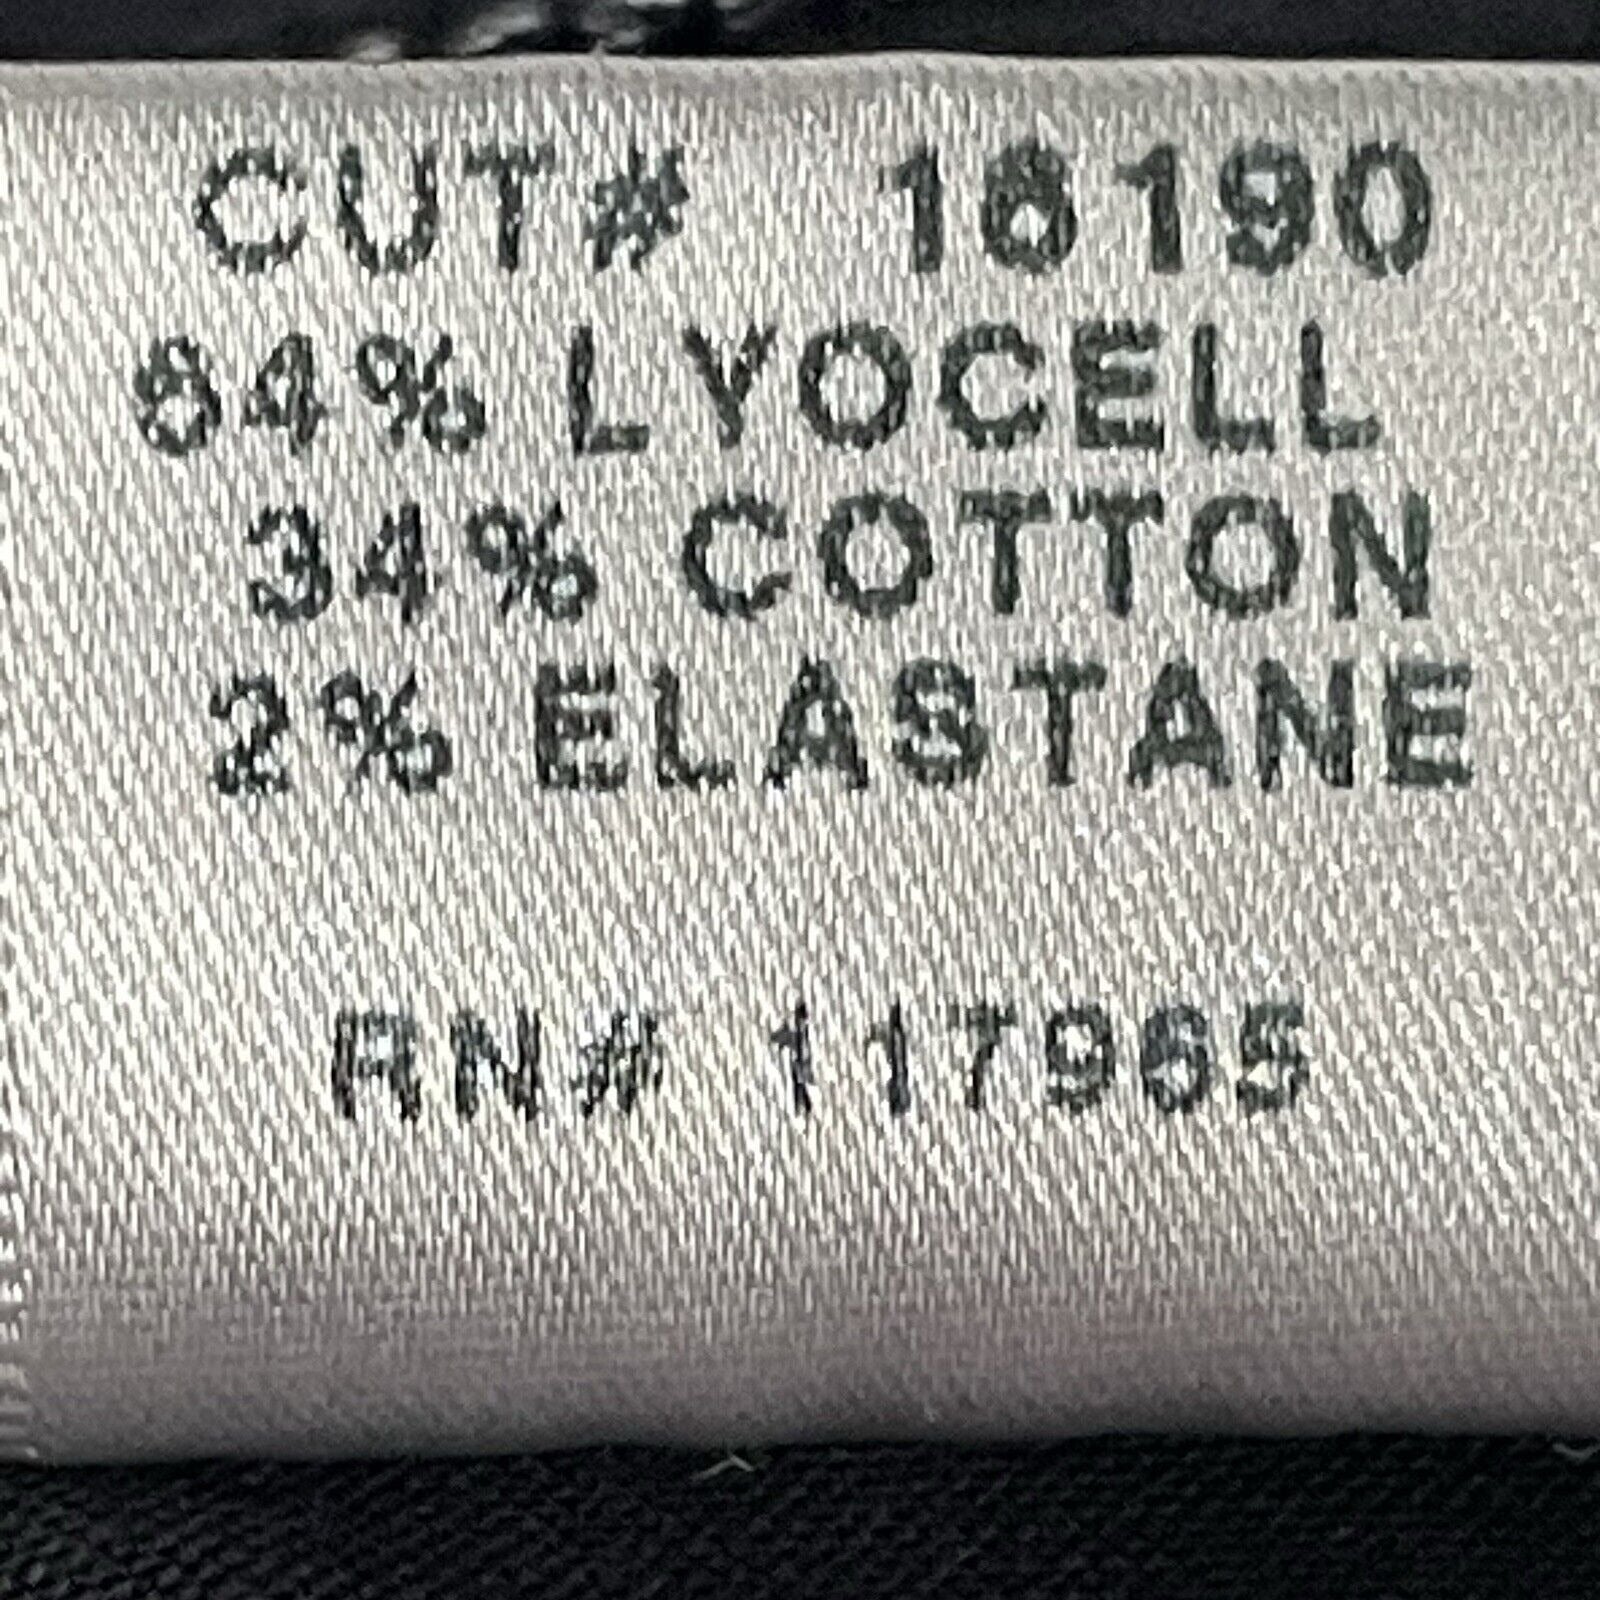 CUT# 18190
64% LYOCELL
34% COTTON
2% ELASTANE
RN# 117965